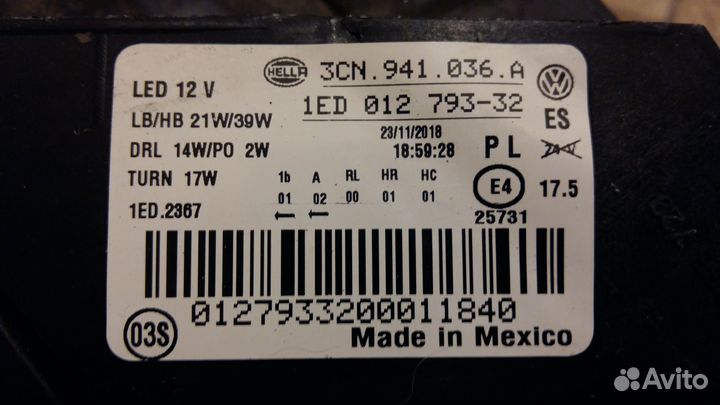 HELLA 3CN.941.036.A
LED 12 V
1ED 012 793-32
LB/HB 21W/39W
ES
23/11/2018
DRL 14W/PO 2W
18:59:28
PL
24 V
TURN 17W
1b A RL HR HC
E4 17.5
01 02 00 01 01
1ED.2367
25731
01279333200011840
03S
Made in Mexico
Avito